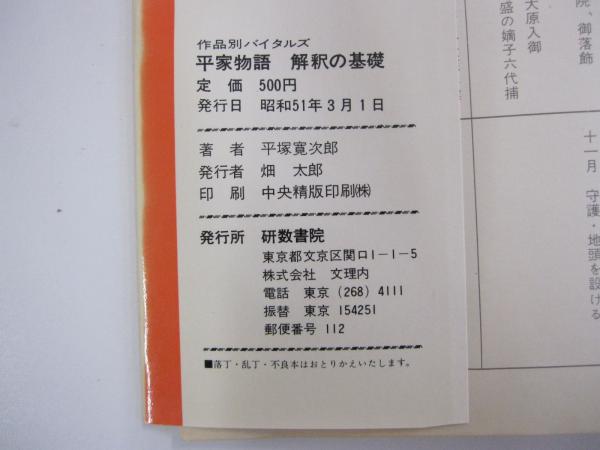 作品別バイタルズ
平家物語 解釈の基礎
定 価 500円
発行日 昭和51年3月1日
著 者 平塚寛次郎
発行者 畑 太郎
印 刷 中央精版印刷㈱
発行所 研数書院
東京都文京区関口1-1-5
株式会社 文理内
電話 東京(268)4111
振替 東京 154251
郵便番号 112
■落丁・乱丁・不良本はおとりかえいたします。
院、御落飾
大原入御
盛の嫡子六代捕
十一月 守護・地頭を設ける